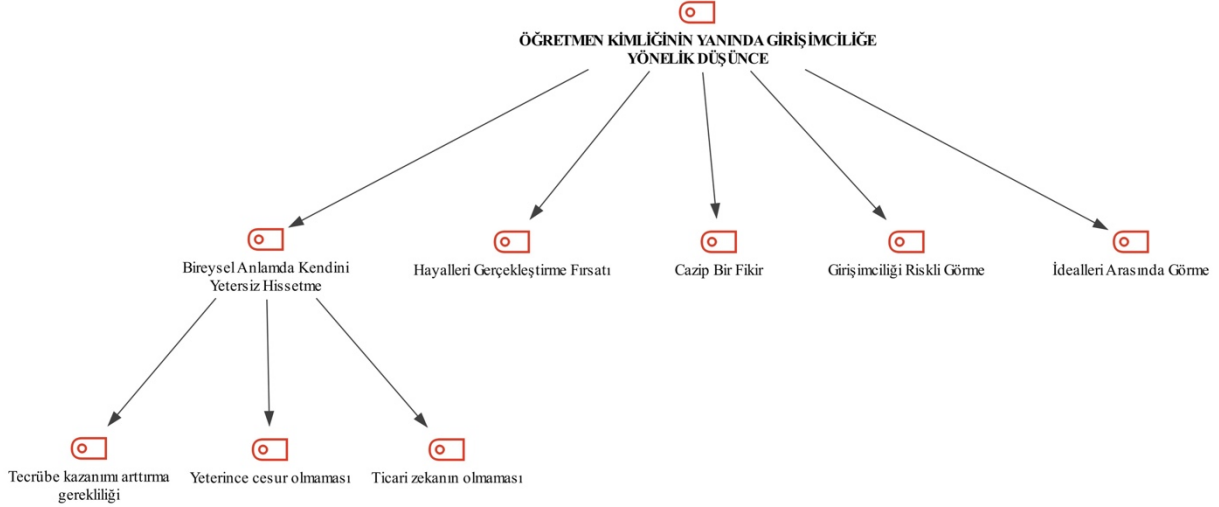 ÖĞRETMEN KİMLİĞİNİN YANINDA GİRİŞİMCİLİĞE
YÖNELİK DÜŞÜNCE
Bireysel Anlamda Kendini
Yetersiz Hissetme
Hayalleri Gerçekleştirme Fırsatı
Cazip Bir Fikir
Girişimciliği Riskli Görme
İdealleri Arasında Görme
Tecrübe kazanımı arttırma
gerekliliği
Yeterince cesur olmaması
Ticari zekanın olmaması